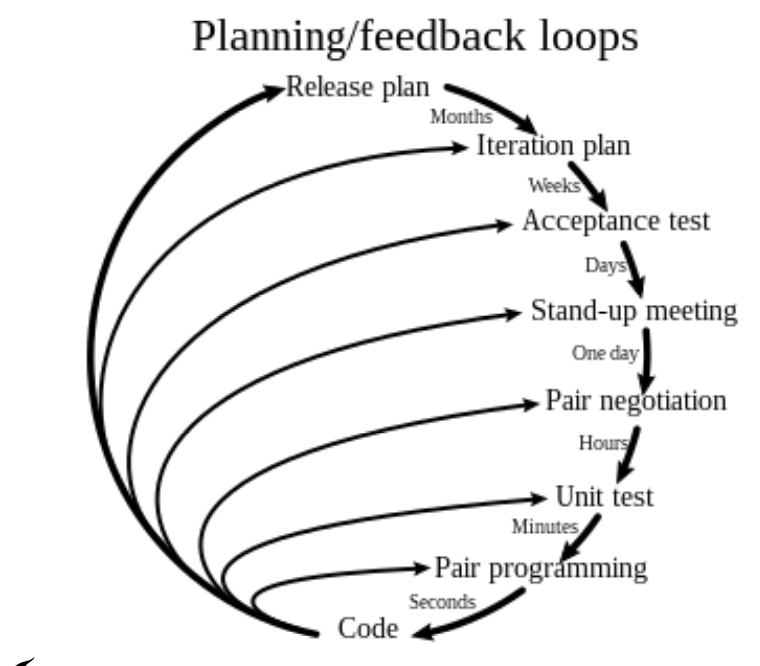 Planning/feedback loops
Release plan
Months
Iteration plan
Weeks
Acceptance test
Days
Stand-up meeting
One day
Pair negotiation
Hours
Unit test
Minutes
Pair programming
Seconds
Code